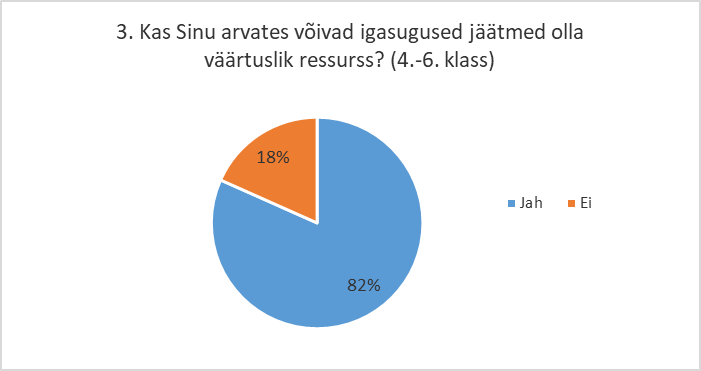 3. Kas Sinu arvates võivad igasugused jäätmed olla
väärtuslik ressurss? (4.-6. klass)
18%
Jah
Ei
82%